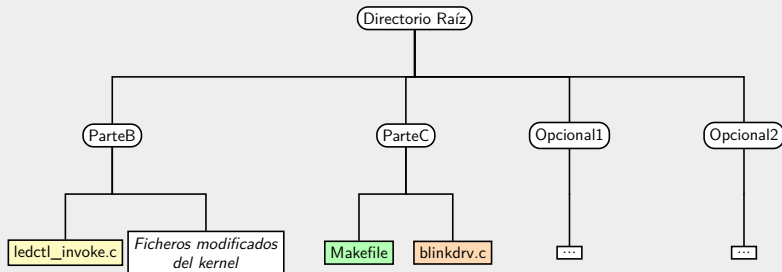 Directorio Raíz
ParteB
ParteC
Opcional1
Opcional2
ledctl_invoke.c
Ficheros modificados
del kernel
Makefile
blinkdrv.c
...
...